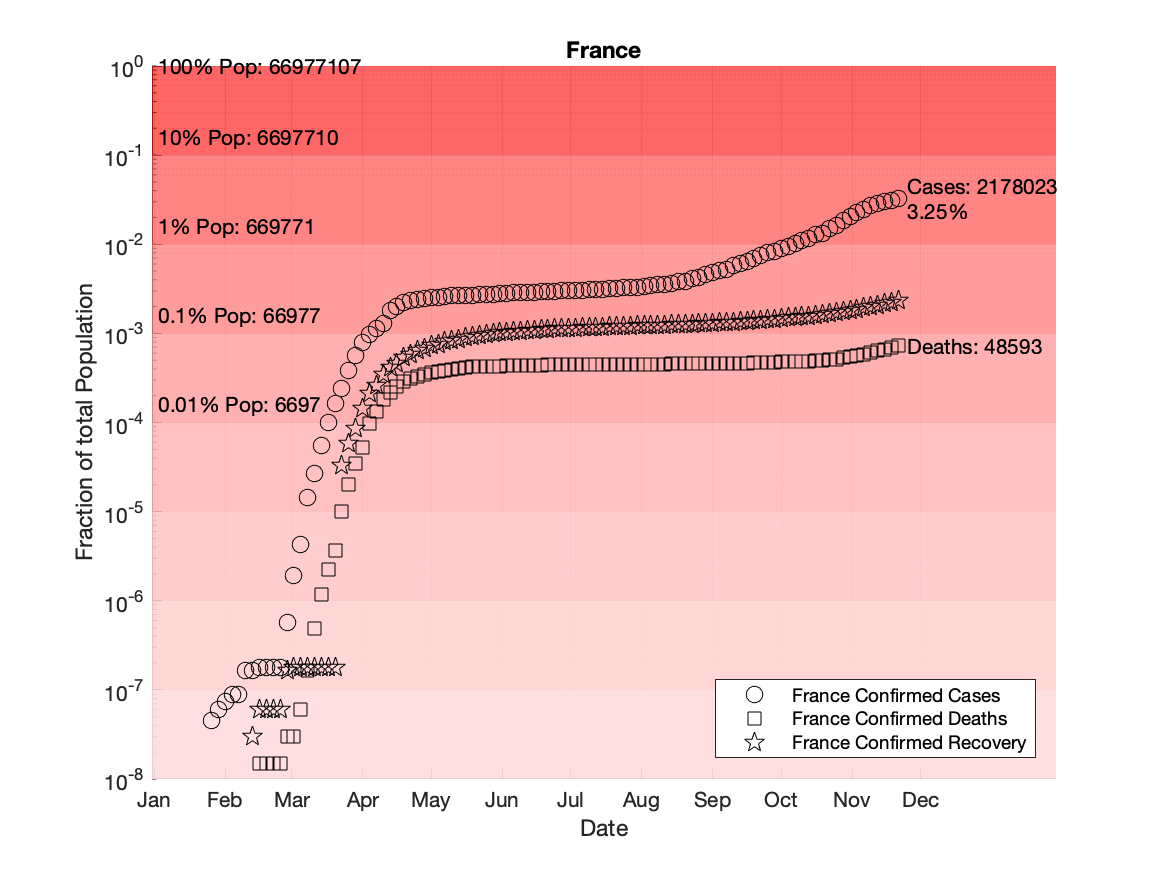 France
10^0
100% Pop: 66977107
10% Pop: 6697710
10^-1
Cases: 2178023
3.25%
1% Pop: 669771
10^-2
0.1% Pop: 66977
10^-3
Deaths: 48593
0.01% Pop: 6697
10^-4
10^-5
10^-6
10^-7
10^-8
Fraction of total Population
France Confirmed Cases
France Confirmed Deaths
France Confirmed Recovery
Jan Feb Mar Apr May Jun Jul Aug Sep Oct Nov Dec
Date